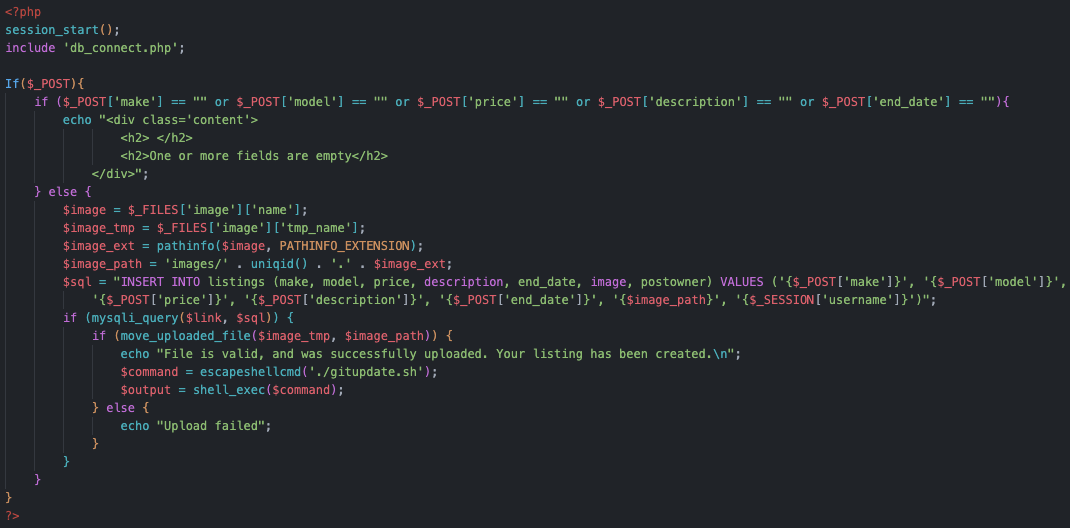 <?php
session_start();
include 'db_connect.php';
If($_POST){
if ($_POST['make'] == "" or $_POST['model'] == "" or $_POST['price'] == "" or $_POST['description'] == "" or $_POST['end_date'] == ""){
echo "<div class='content'>
<h2> </h2>
<h2>One or more fields are empty</h2>
</div>";
} else {
$image = $_FILES['image']['name'];
$image_tmp = $_FILES['image']['tmp_name'];
$image_ext = pathinfo($image, PATHINFO_EXTENSION);
$image_path = 'images/' . uniqid() . '.' . $image_ext;
$sql = "INSERT INTO listings (make, model, price, description, end_date, image, postowner) VALUES ('{$_POST['make']}', '{$_POST['model']}',
'{$_POST['price']}', '{$_POST['description']}', '{$_POST['end_date']}', '{$image_path}', '{$_SESSION['username']}')";
if (mysqli_query($link, $sql)) {
if (move_uploaded_file($image_tmp, $image_path)) {
echo "File is valid, and was successfully uploaded. Your listing has been created.\n";
$command = escapeshellcmd('./gitupdate.sh');
$output = shell_exec($command);
} else {
echo "Upload failed";
}
}
}
}
?>